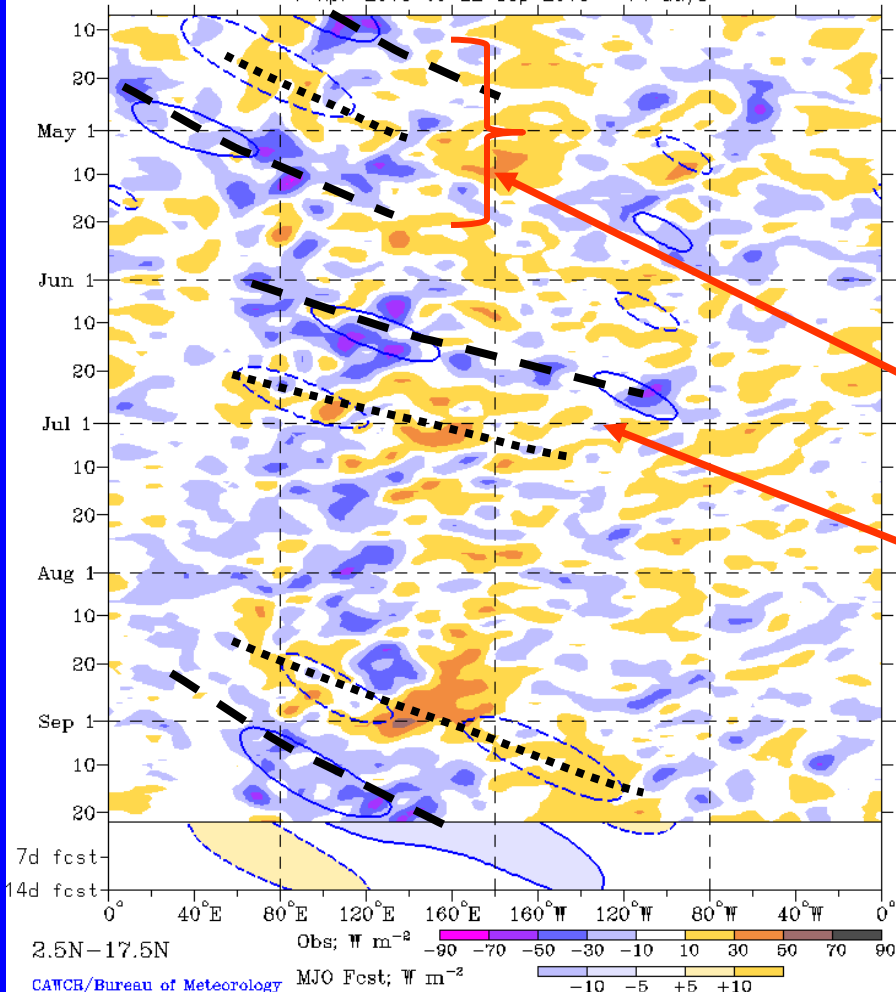 10
20
May 1
10
20
Jun 1
10
20
Jul 1
10
20
Aug 1
10
20
Sep 1
10
20
7d fcst
14d fcst
0° 40°E 80°E 120°E 160°E 160°W 120°W 80°W 40°W 0°
2.5N-17.5N
Obs; W m⁻²
-90 -70 -50 -30 -10 10 30 50 70 90
CAWCR/Bureau of Meteorology
MJO Fcst; W m⁻²
-10 -5 +5 +10